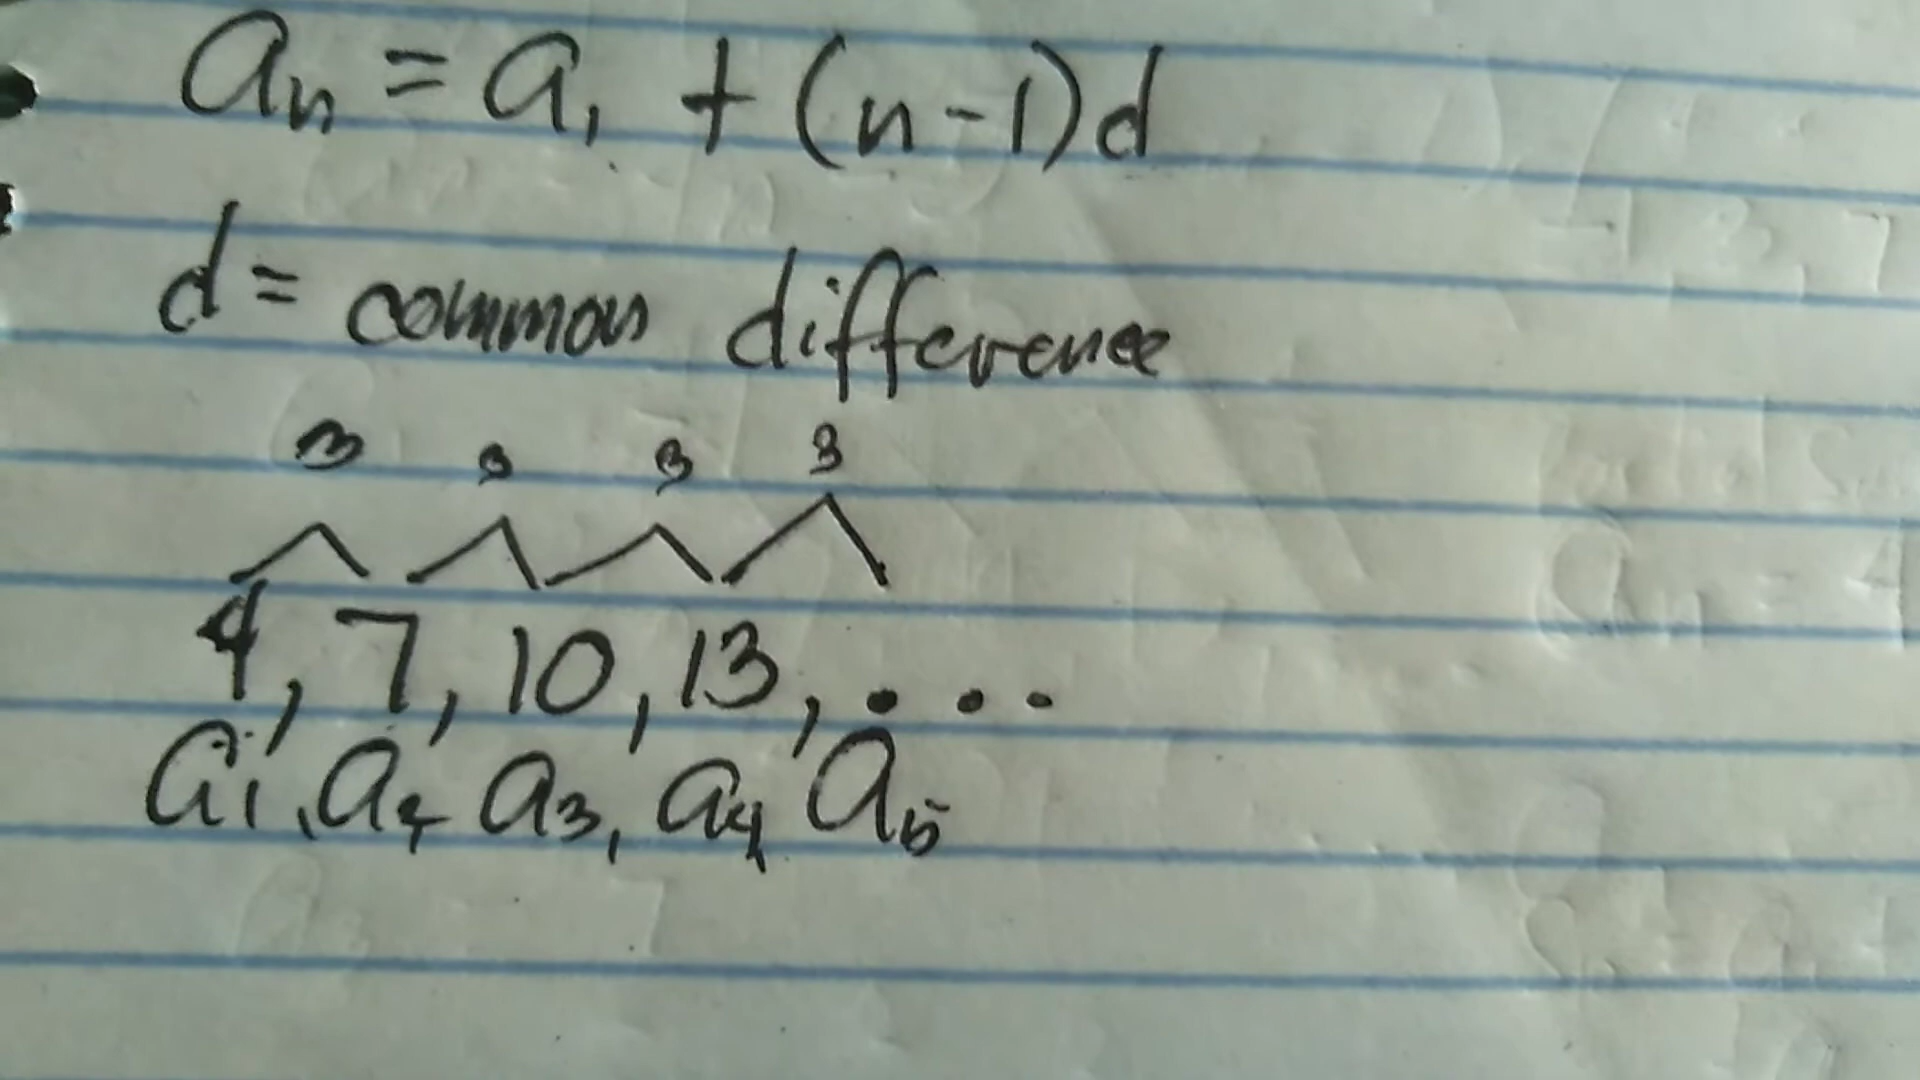 aₙ = a₁ + (n-1)d
d = common difference
3 3 3 3
4, 7, 10, 13, . . .
a₁, a₂ a₃, a₄ a₅